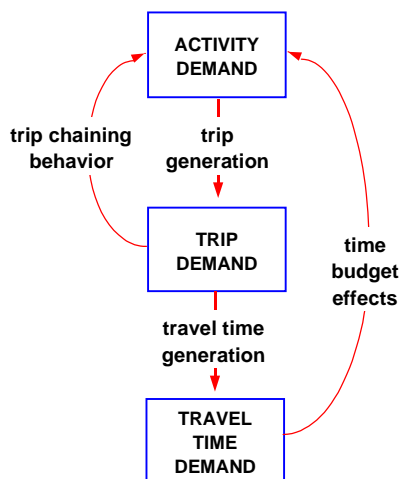 ACTIVITY
DEMAND
trip chaining
behavior
trip
generation
TRIP
DEMAND
time
budget
effects
travel time
generation
TRAVEL
TIME
DEMAND